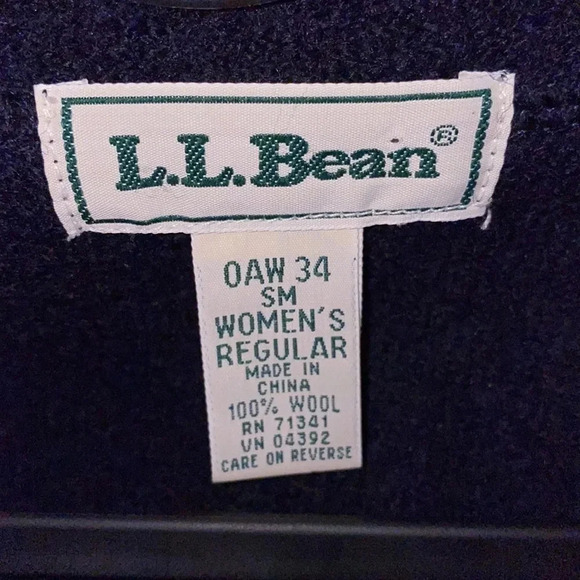 L.L.Bean®
0AW 34
SM
WOMEN'S
REGULAR
MADE IN
CHINA
100% WOOL
RN 71341
VN 04392
CARE ON REVERSE